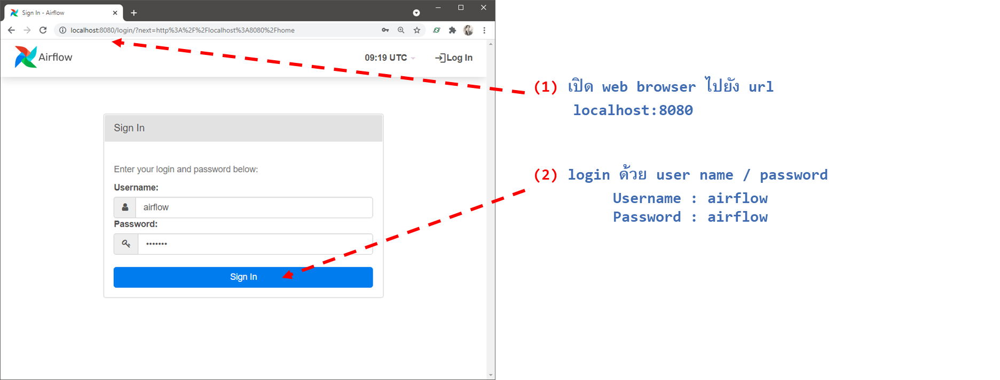 Sign In - Airflow
localhost:8080/login/?next=http%3A%2F%2Flocalhost%3A8080%2Fhome
Airflow
09:19 UTC
Log In
Sign In
Enter your login and password below:
Username:
airflow
Password:
•••••••
Sign In
(1) เปิด web browser ไปยัง url
localhost:8080
(2) login ด้วย user name / password
Username : airflow
Password : airflow